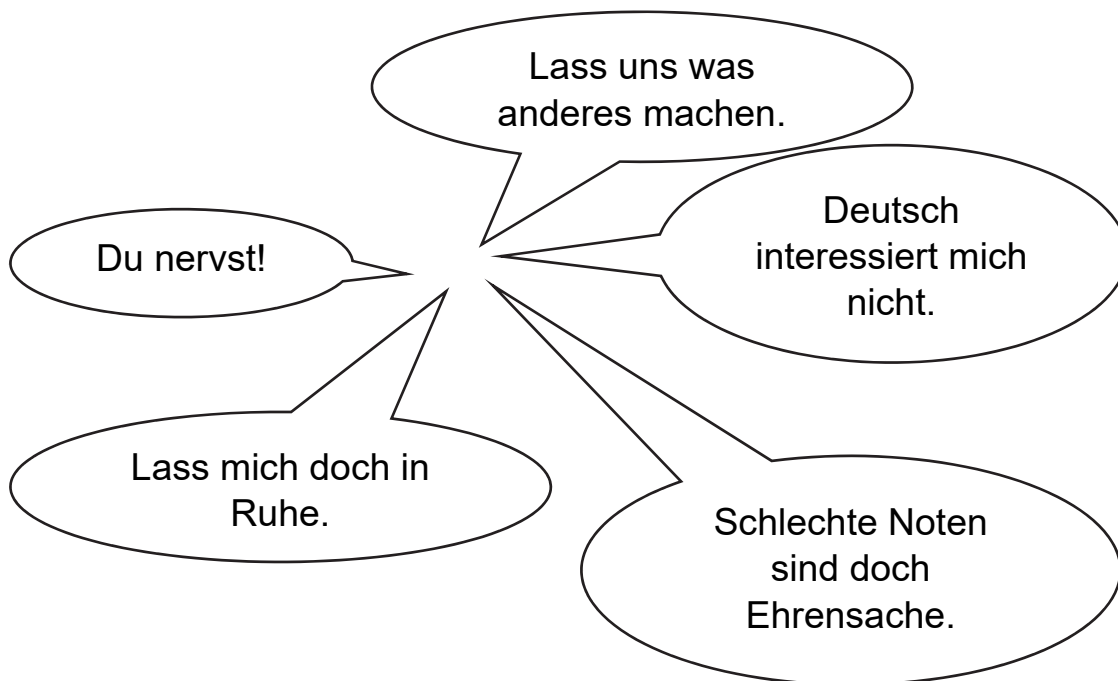 Lass uns was
anderes machen.
Deutsch
interessiert mich
nicht.
Du nervst!
Lass mich doch in
Ruhe.
Schlechte Noten
sind doch
Ehrensache.